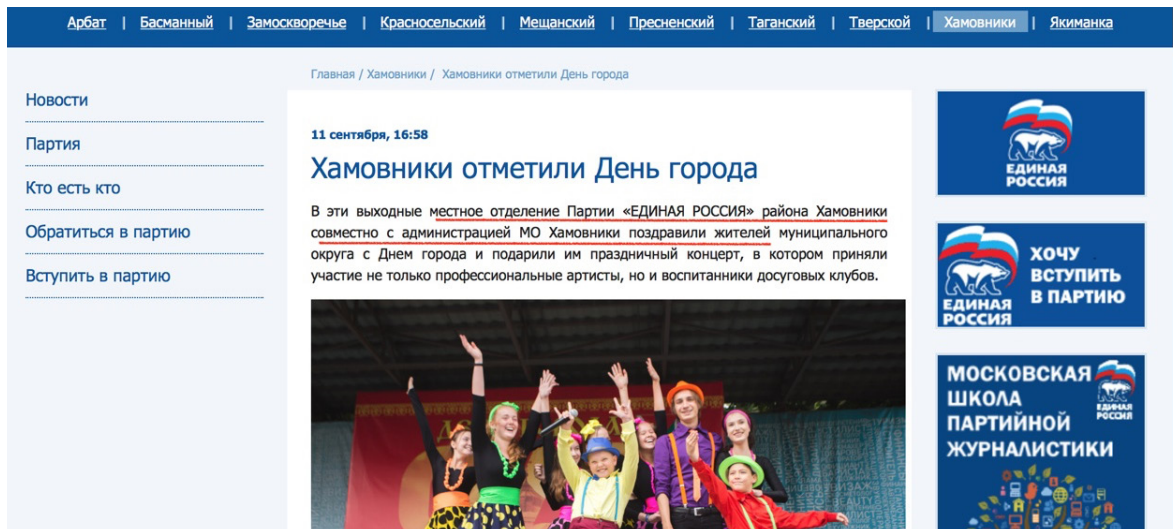 Арбат | Басманный | Замоскворечье | Красносельский | Мещанский | Пресненский | Таганский | Тверской | Хамовники | Якиманка
Главная / Хамовники / Хамовники отметили День города
Новости
Партия
Кто есть кто
Обратиться в партию
Вступить в партию
11 сентября, 16:58
Хамовники отметили День города
В эти выходные местное отделение Партии «ЕДИНАЯ РОССИЯ» района Хамовники
совместно с администрацией МО Хамовники поздравили жителей муниципального
округа с Днем города и подарили им праздничный концерт, в котором приняли
участие не только профессиональные артисты, но и воспитанники досуговых клубов.
ЕДИНАЯ
РОССИЯ
ХОЧУ
ВСТУПИТЬ
В ПАРТИЮ
ЕДИНАЯ
РОССИЯ
МОСКОВСКАЯ
ШКОЛА
ПАРТИЙНОЙ
ЖУРНАЛИСТИКИ
ЕДИНАЯ
РОССИЯ